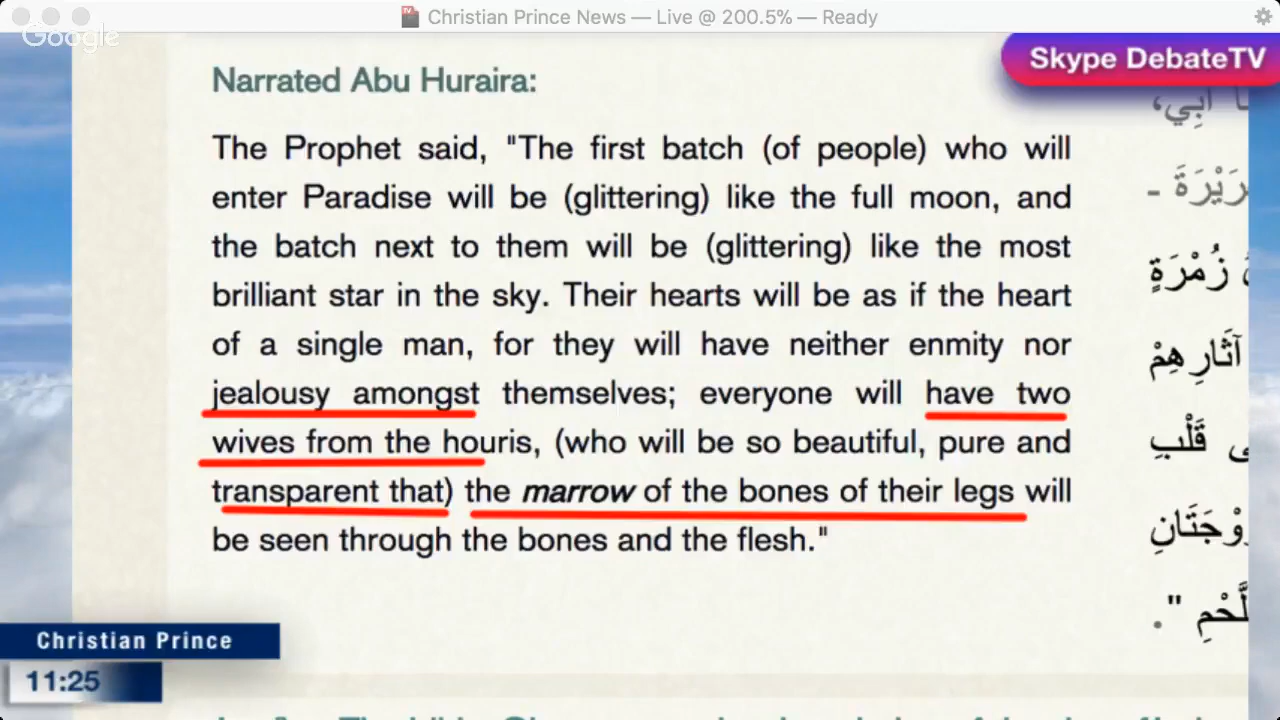 Christian Prince News — Live @ 200.5% — Ready
Google
Skype DebateTV
Narrated Abu Huraira:
The Prophet said, "The first batch (of people) who will
enter Paradise will be (glittering) like the full moon, and
the batch next to them will be (glittering) like the most
brilliant star in the sky. Their hearts will be as if the heart
of a single man, for they will have neither enmity nor
jealousy amongst themselves; everyone will have two
wives from the houris, (who will be so beautiful, pure and
transparent that) the marrow of the bones of their legs will
be seen through the bones and the flesh."
أَبِي،
زُمْرَةٍ
آثَارِهِمْ
قَلْبِ
Christian Prince
11:25